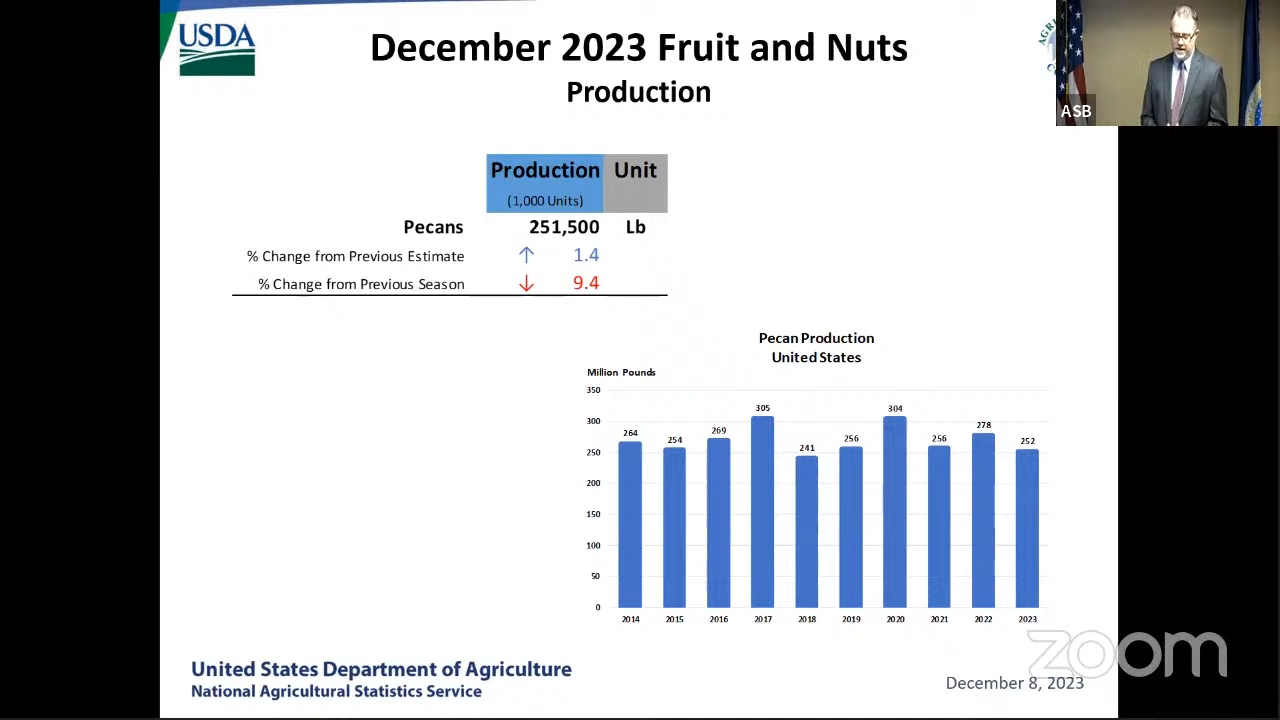 USDA
December 2023 Fruit and Nuts
Production
ASB
Production Unit
(1,000 Units)
Pecans 251,500 Lb
% Change from Previous Estimate ↑ 1.4
% Change from Previous Season ↓ 9.4
Pecan Production
United States
Million Pounds
350
300
250
200
150
100
50
0
264 254 269 305 241 256 304 256 278 252
2014 2015 2016 2017 2018 2019 2020 2021 2022 2023
zoom
United States Department of Agriculture
National Agricultural Statistics Service
December 8, 2023